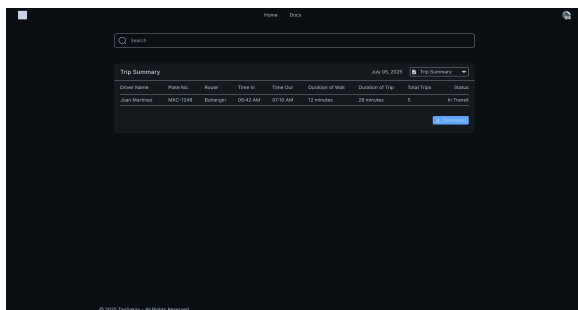 Home Docs
Search
Trip Summary July 05, 2025 Trip Summary
Driver Name Plate No. Route Time In Time Out Duration of Wait Duration of Trip Total Trips Status
Juan Martinez Buhangin 06:42 AM 07:10 AM 12 minutes 28 minutes 5 In Transit
Download
© 2025 - All Rights Reserved